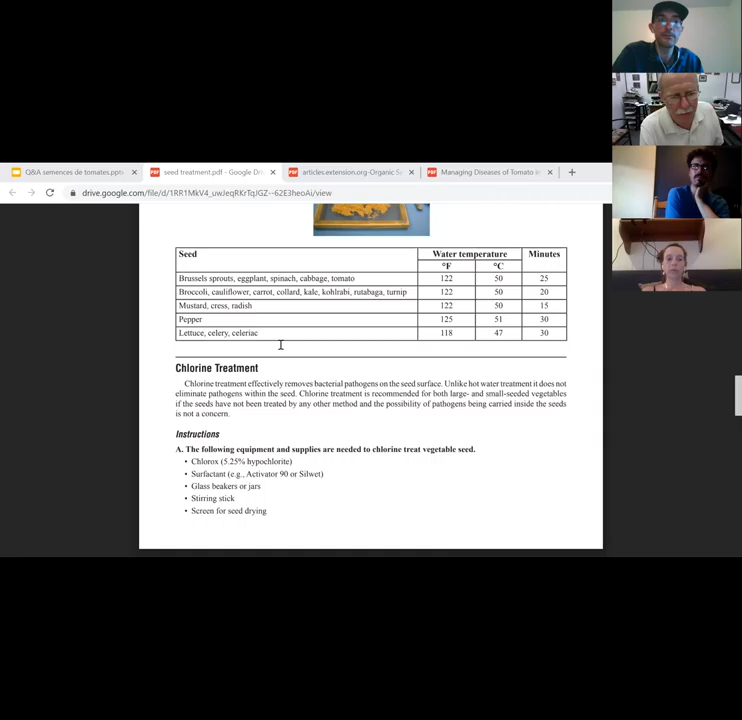 Q&A semences de tomates.pptx
seed treatment.pdf - Google Dri
articles.extension.org-Organic Se
Managing Diseases of Tomato in
drive.google.com/file/d/1RR1MkV4_uwJeqRKrTqJGZ--62E3heoAi/view
Seed Water temperature Minutes
°F °C
Brussels sprouts, eggplant, spinach, cabbage, tomato 122 50 25
Broccoli, cauliflower, carrot, collard, kale, kohlrabi, rutabaga, turnip 122 50 20
Mustard, cress, radish 122 50 15
Pepper 125 51 30
Lettuce, celery, celeriac 118 47 30
Chlorine Treatment
Chlorine treatment effectively removes bacterial pathogens on the seed surface. Unlike hot water treatment it does not
eliminate pathogens within the seed. Chlorine treatment is recommended for both large- and small-seeded vegetables
if the seeds have not been treated by any other method and the possibility of pathogens being carried inside the seeds
is not a concern.
Instructions
A. The following equipment and supplies are needed to chlorine treat vegetable seed.
• Chlorox (5.25% hypochlorite)
• Surfactant (e.g., Activator 90 or Silwet)
• Glass beakers or jars
• Stirring stick
• Screen for seed drying